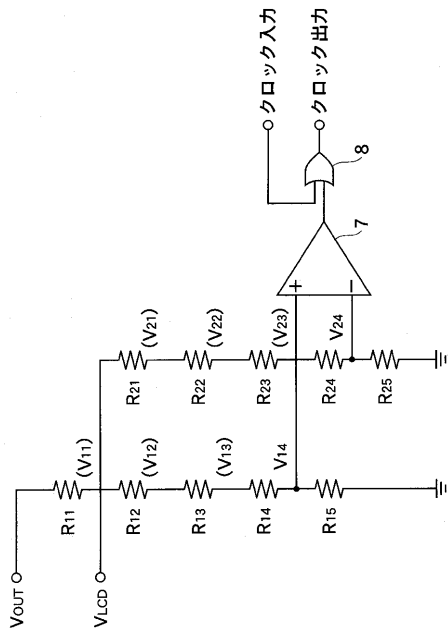 VOUT
VLCD
R11
(V11)
R12
(V12)
R13
(V13)
R14
V14
R15
R21
(V21)
R22
(V22)
R23
(V23)
R24
V24
R25
+
−
7
8
クロック入力
クロック出力